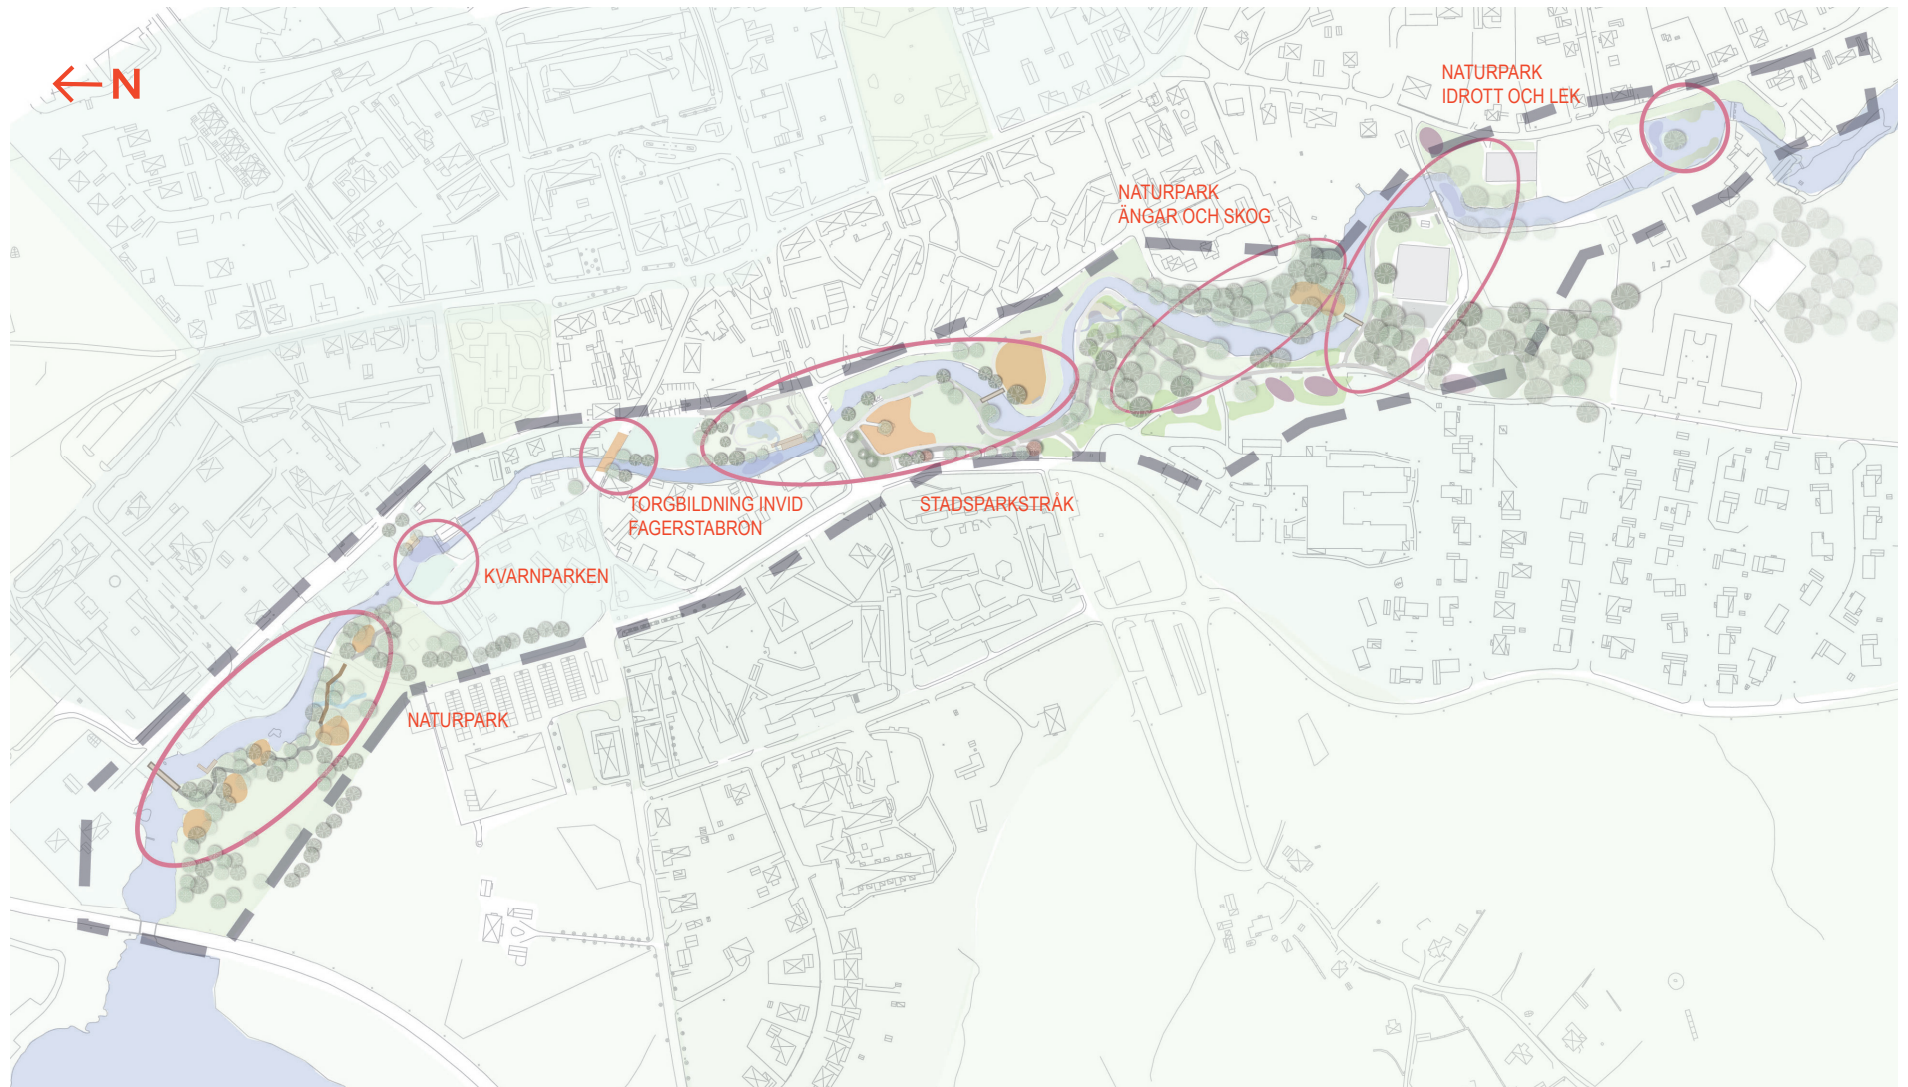 N
NATURPARK
IDROTT OCH LEK
NATURPARK
ÄNGAR OCH SKOG
TORGBILDNING INVID
FAGERSTABRON
STADSPARKSTRÅK
KVARNPARKEN
NATURPARK